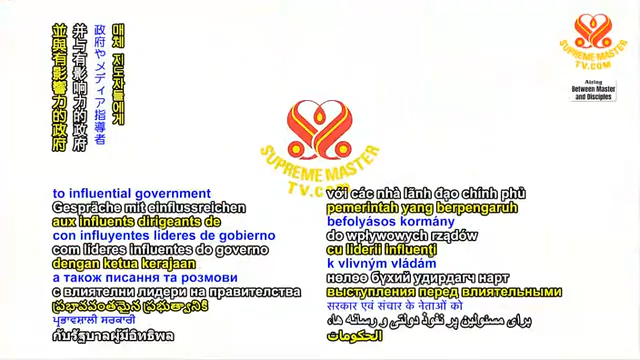 매체 지도자들에게
政府やメディア指導者
并与有影响力的政府
並與有影響力的政府
SUPREME MASTER
TV.COM
Airing
Between Master
and Disciples
SUPREME MASTER
TV.COM
to influential government
Gespräche mit einflussreichen
aux influents dirigeants de
con influyentes líderes de gobierno
com líderes influentes do governo
dengan ketua kerajaan
а також писання та розмови
с влиятелни лидери на правителства
ప్రభావవంతమైన ప్రభుత్వానికి
ਪ੍ਰਭਾਵਸ਼ਾਲੀ ਸਰਕਾਰੀ
กับรัฐบาลผู้มีอิทธิพล
với các nhà lãnh đạo chính phủ
pemerintah yang berpengaruh
befolyásos kormány
do wpływowych rządów
cu liderii influenţi
k vlivným vládám
нөлөө бүхий удирдагч нарт
выступления перед влиятельными
सरकार एवं संचार के नेताओं को
برای مسئولین پر نفوذ دولتی و رسانه ها،
الحكومات